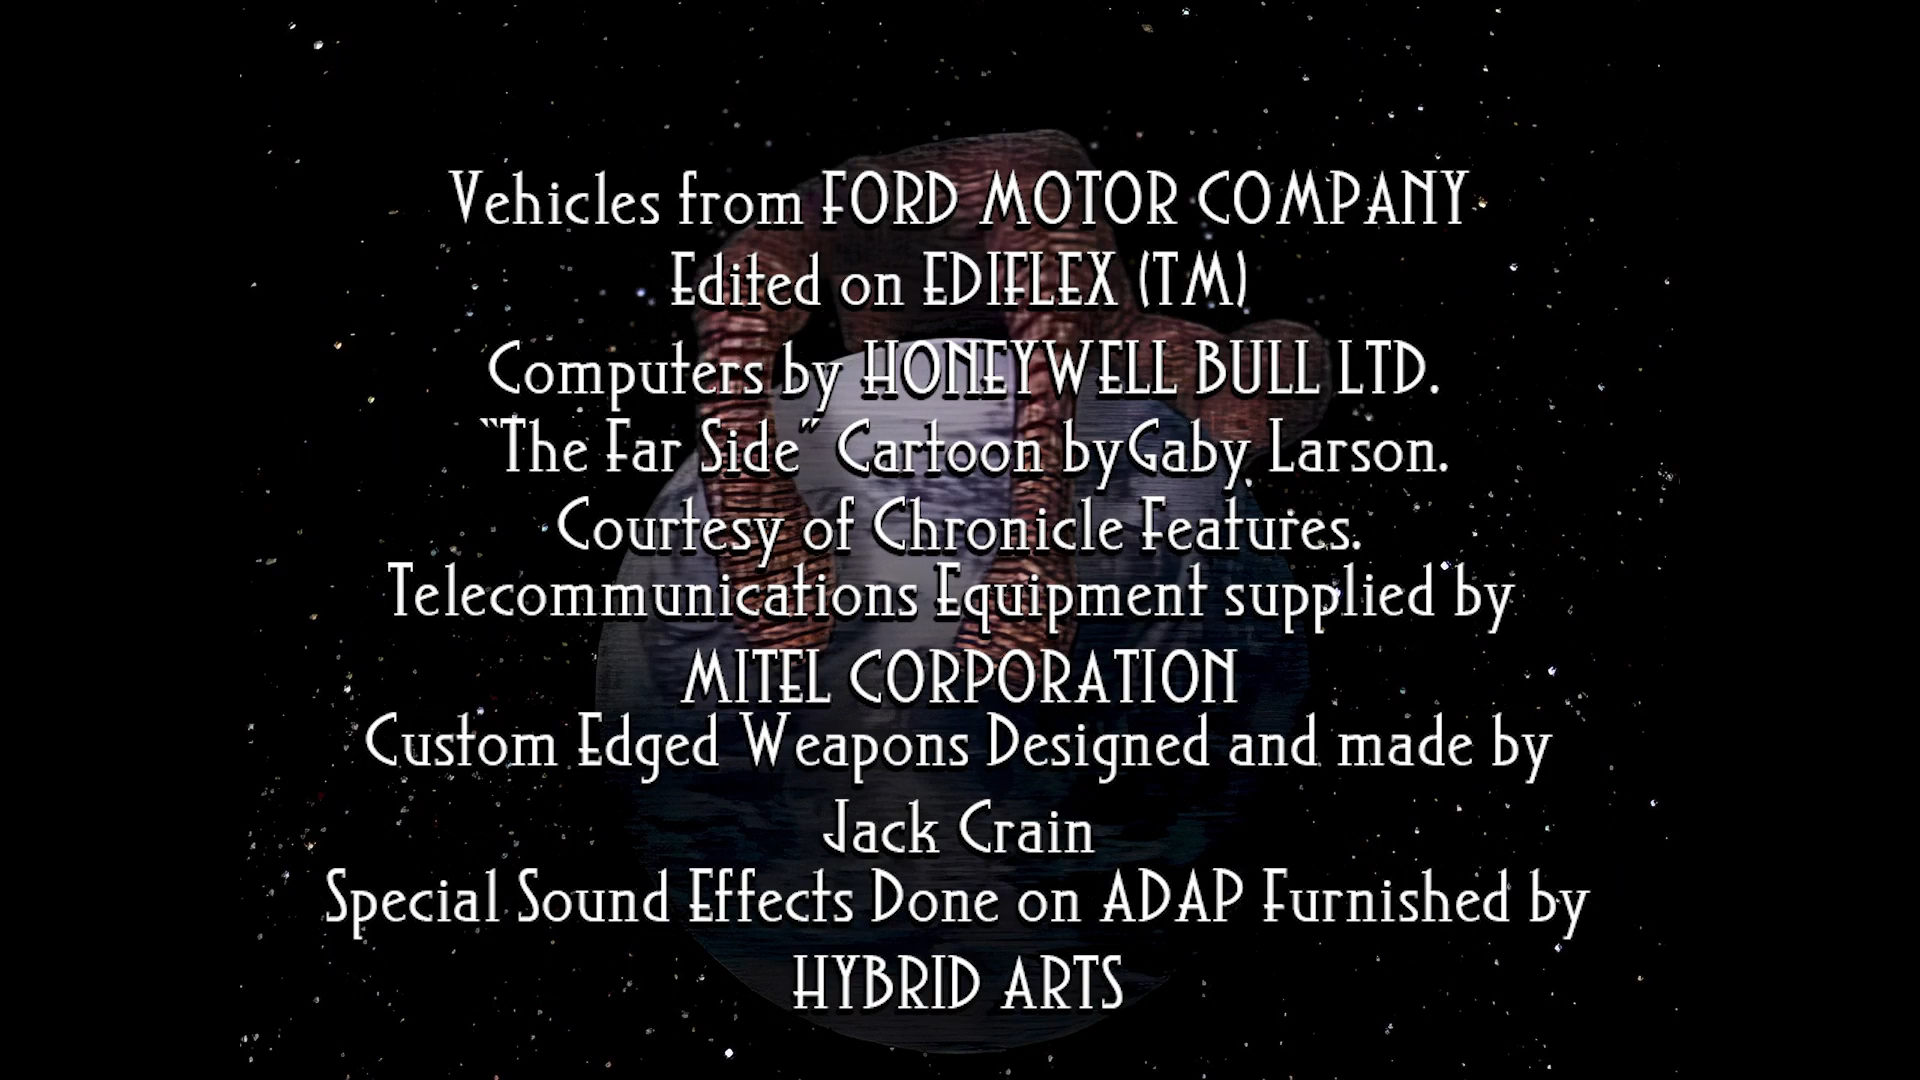 Vehicles from FORD MOTOR COMPANY
Edited on EDIFLEX (TM)
Computers by HONEYWELL BULL LTD.
"The Far Side" Cartoon byGaby Larson.
Courtesy of Chronicle Features.
Telecommunications Equipment supplied by
MITEL CORPORATION
Custom Edged Weapons Designed and made by
Jack Crain
Special Sound Effects Done on ADAP Furnished by
HYBRID ARTS